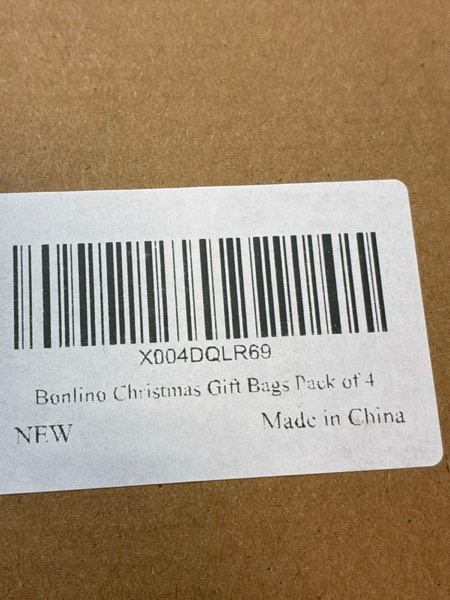 X004DQLR69
Bonlino Christmas Gift Bags Pack of 4
NEW
Made in China